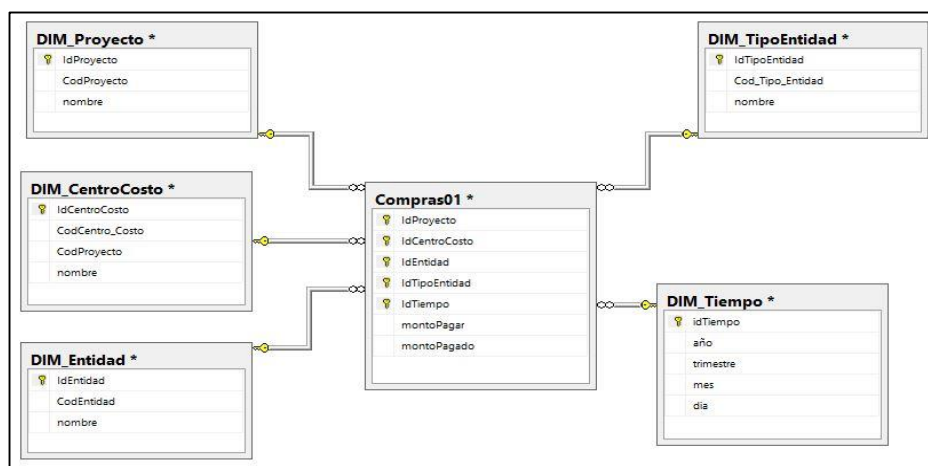 DIM_Proyecto *
IdProyecto
CodProyecto
nombre
DIM_TipoEntidad *
IdTipoEntidad
Cod_Tipo_Entidad
nombre
DIM_CentroCosto *
IdCentroCosto
CodCentro_Costo
CodProyecto
nombre
Compras01 *
IdProyecto
IdCentroCosto
IdEntidad
IdTipoEntidad
IdTiempo
montoPagar
montoPagado
DIM_Entidad *
IdEntidad
CodEntidad
nombre
DIM_Tiempo *
idTiempo
año
trimestre
mes
dia